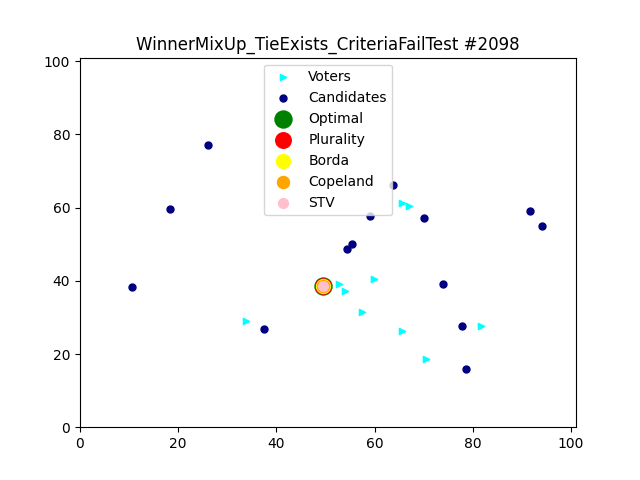 WinnerMixUp_TieExists_CriteriaFailTest #2098
100
80
60
40
20
0
Voters
Candidates
Optimal
Plurality
Borda
Copeland
STV
0 20 40 60 80 100